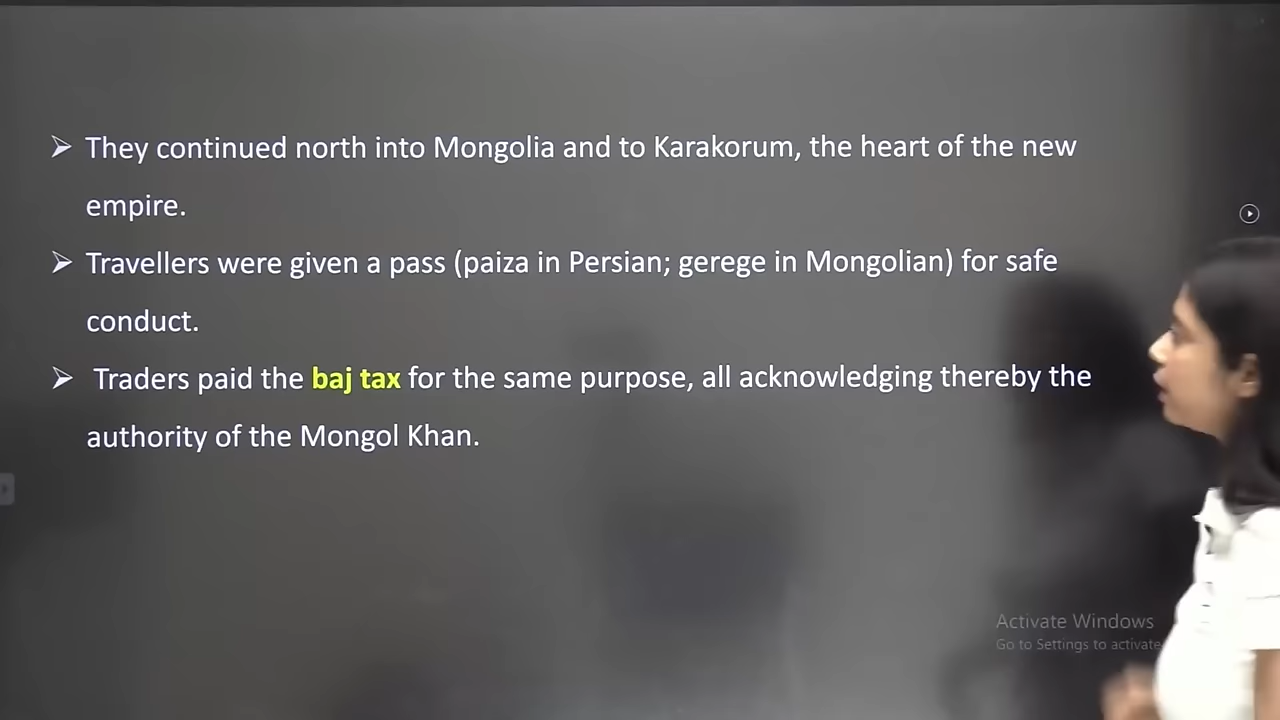 They continued north into Mongolia and to Karakorum, the heart of the new
empire.
Travellers were given a pass (paiza in Persian; gerege in Mongolian) for safe
conduct.
Traders paid the baj tax for the same purpose, all acknowledging thereby the
authority of the Mongol Khan.
Activate Windows
Go to Settings to activate